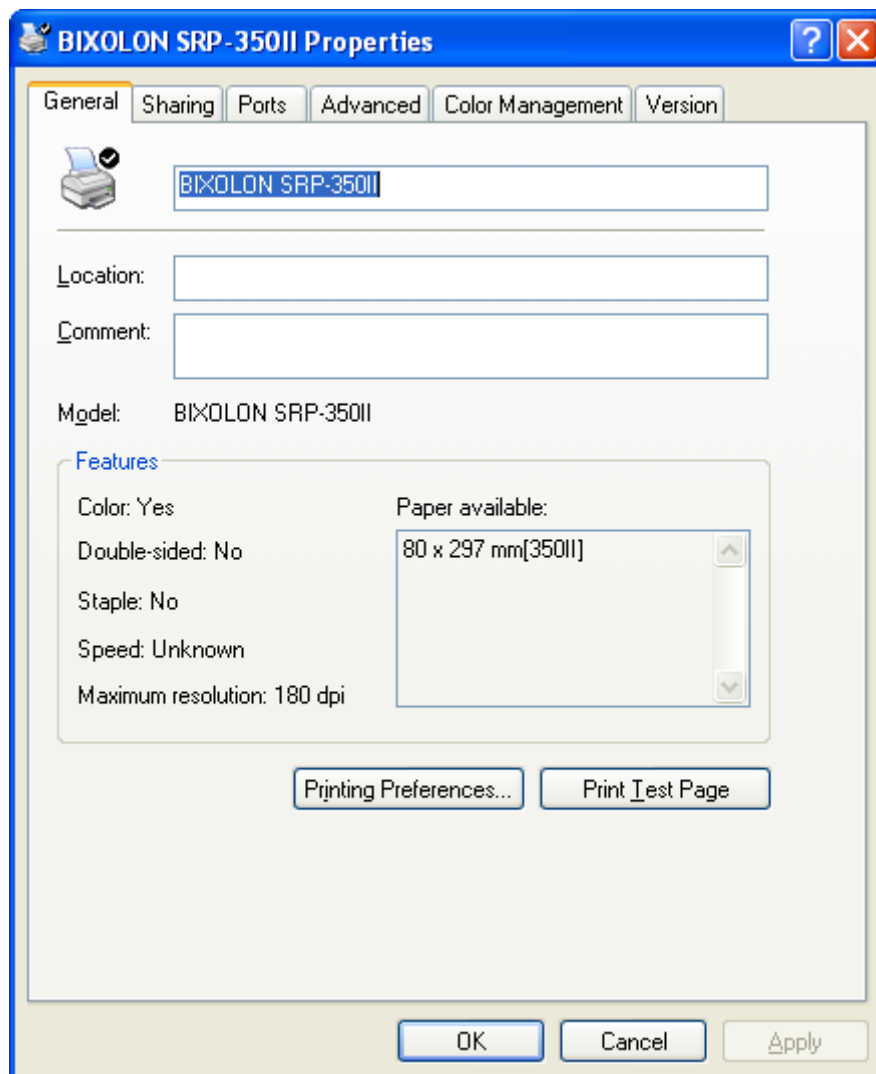 BIXOLON SRP-350II Properties
General Sharing Ports Advanced Color Management Version
BIXOLON SRP-350II
Location:
Comment:
Model: BIXOLON SRP-350II
Features
Color: Yes Paper available:
80 x 297 mm[350II]
Double-sided: No
Staple: No
Speed: Unknown
Maximum resolution: 180 dpi
Printing Preferences... Print Test Page
OK Cancel Apply